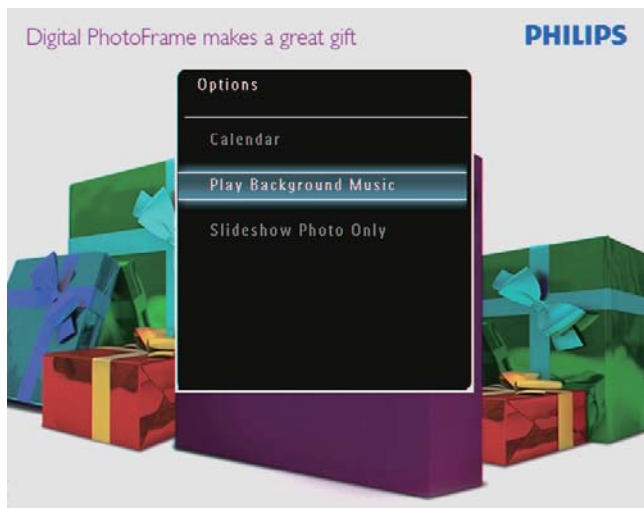 Digital PhotoFrame makes a great gift
PHILIPS
Options
Calendar
Play Background Music
Slideshow Photo Only